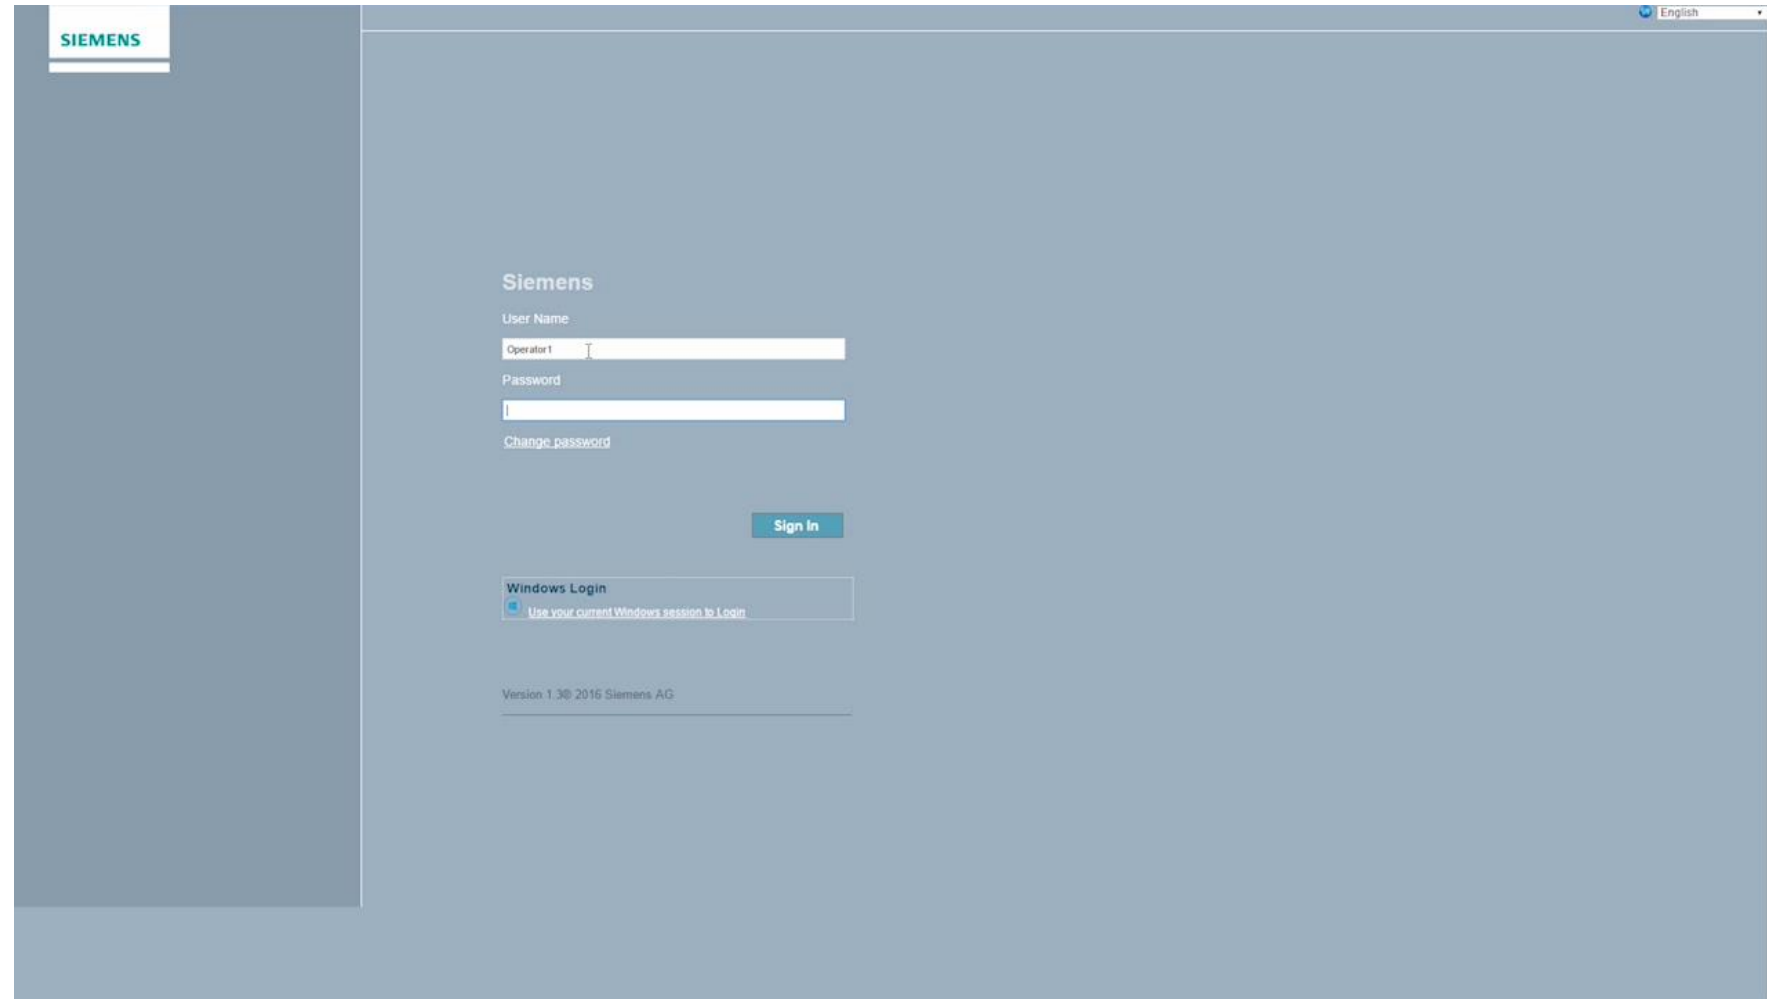 SIEMENS
English
Siemens
User Name
Operator1
Password
Change password
Sign In
Windows Login
Use your current Windows session to Login
Version 1.3© 2016 Siemens AG